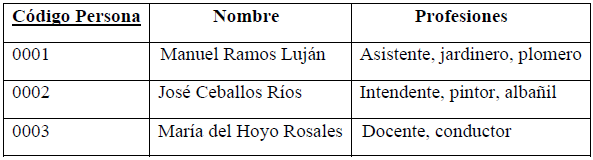 Código Persona Nombre Profesiones
0001 Manuel Ramos Luján Asistente, jardinero, plomero
0002 José Ceballos Ríos Intendente, pintor, albañil
0003 María del Hoyo Rosales Docente, conductor